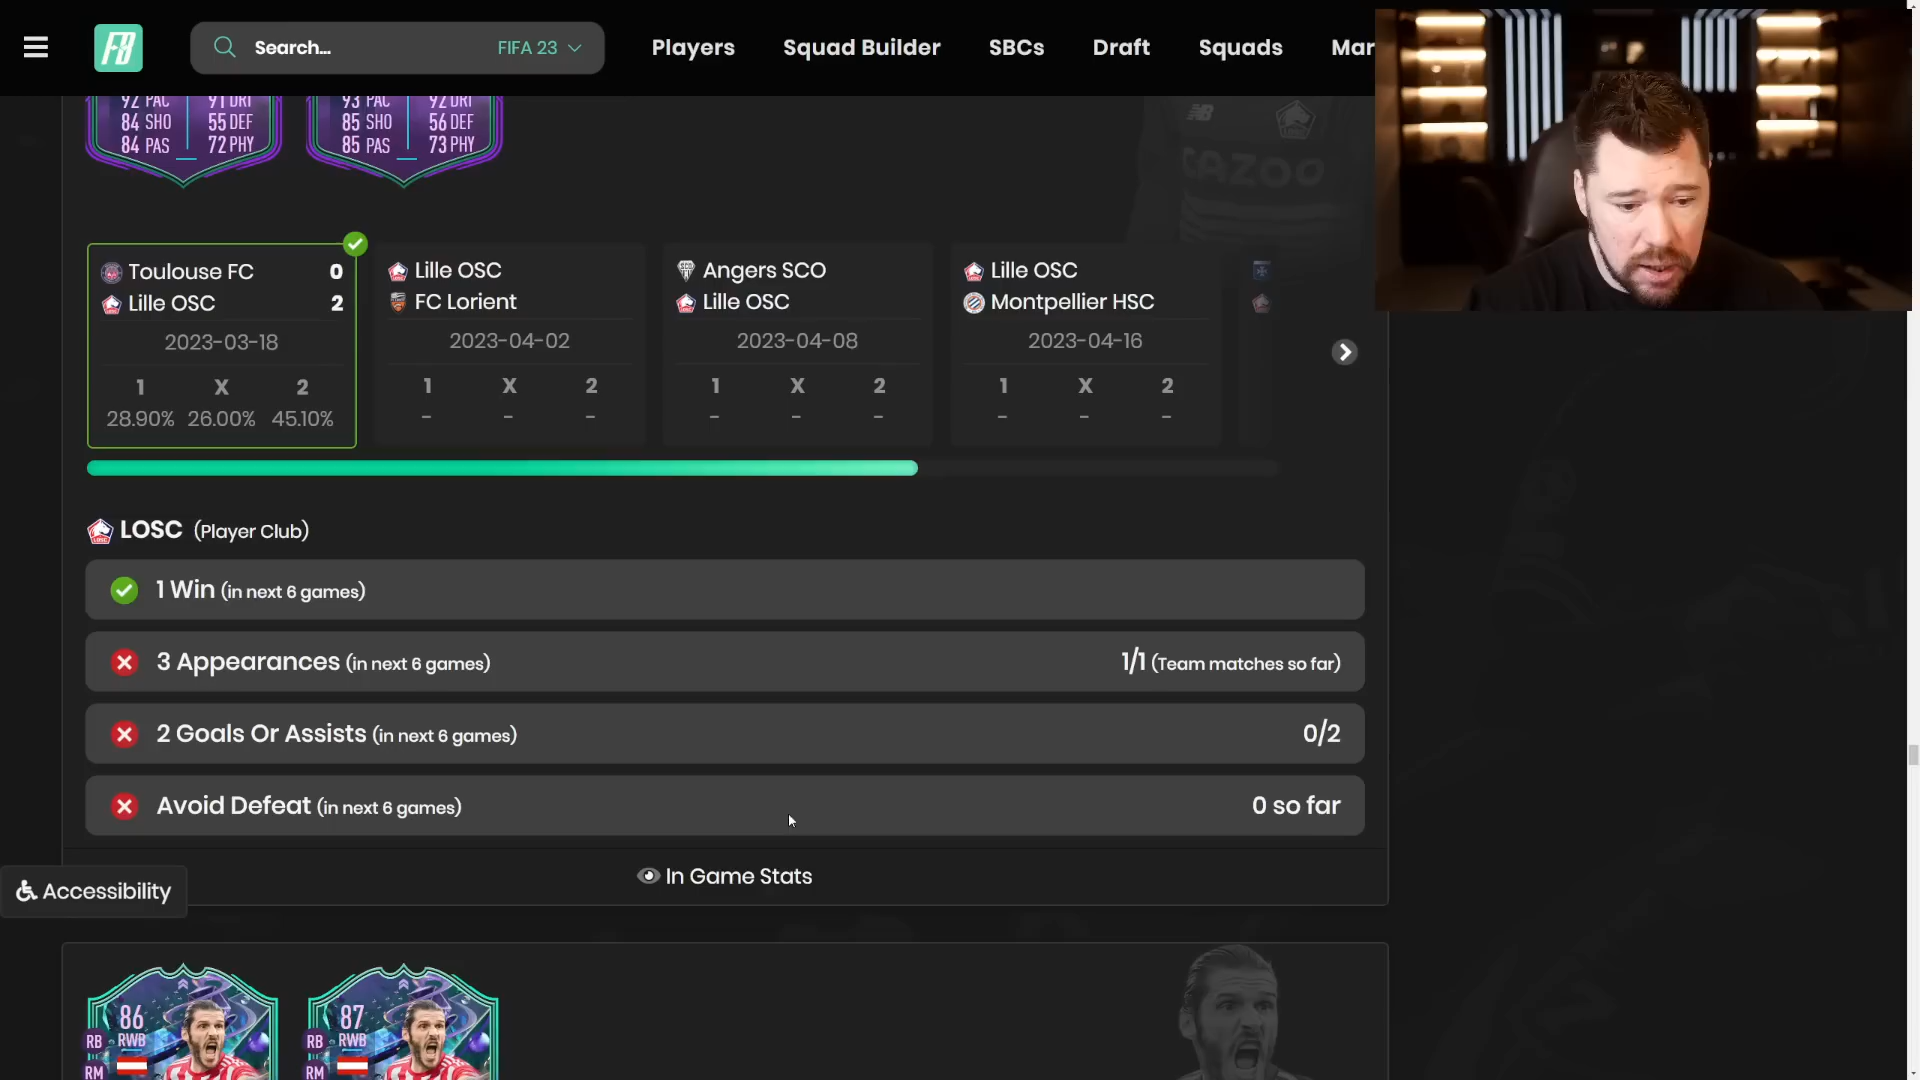 Search...
FIFA 23
Players
Squad Builder
SBCs
Draft
Squads
Mar
92 PAC 91 DRI
84 SHO 55 DEF
84 PAS 72 PHY
93 PAC 92 DRI
85 SHO 56 DEF
85 PAS 73 PHY
CAZOO
Toulouse FC 0
Lille OSC 2
2023-03-18
1 X 2
28.90% 26.00% 45.10%
Lille OSC
FC Lorient
2023-04-02
1 X 2
- - -
Angers SCO
Lille OSC
2023-04-08
1 X 2
- - -
Lille OSC
Montpellier HSC
2023-04-16
1 X 2
- - -
LOSC (Player Club)
1 Win (in next 6 games)
3 Appearances (in next 6 games) 1/1 (Team matches so far)
2 Goals Or Assists (in next 6 games) 0/2
Avoid Defeat (in next 6 games) 0 so far
In Game Stats
Accessibility
86
RWB
RB
RM
87
RWB
RB
RM